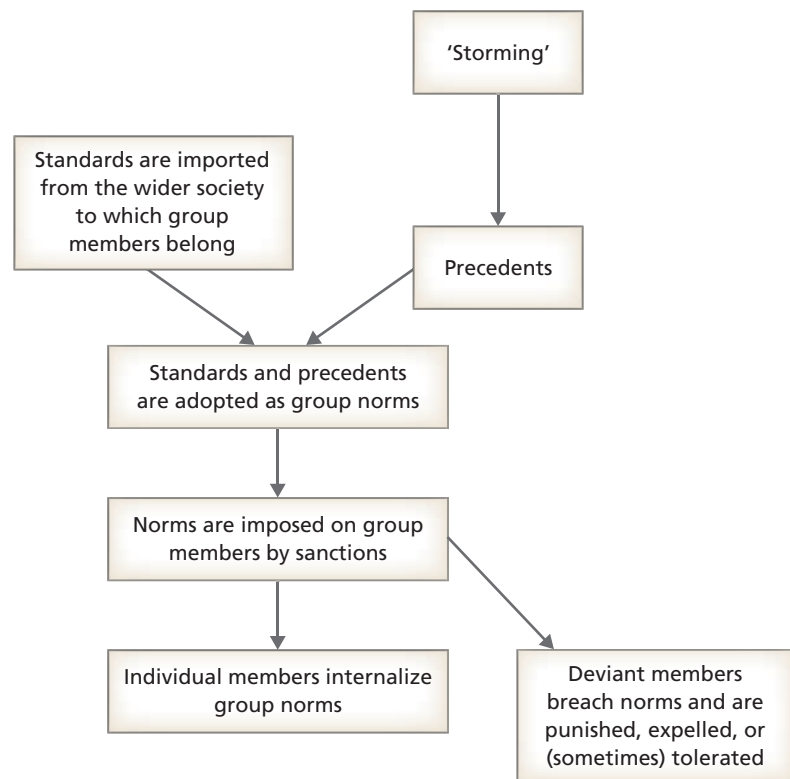 ‘Storming’
Standards are imported
from the wider society
to which group
members belong
Precedents
Standards and precedents
are adopted as group norms
Norms are imposed on group
members by sanctions
Individual members internalize
group norms
Deviant members
breach norms and are
punished, expelled, or
(sometimes) tolerated